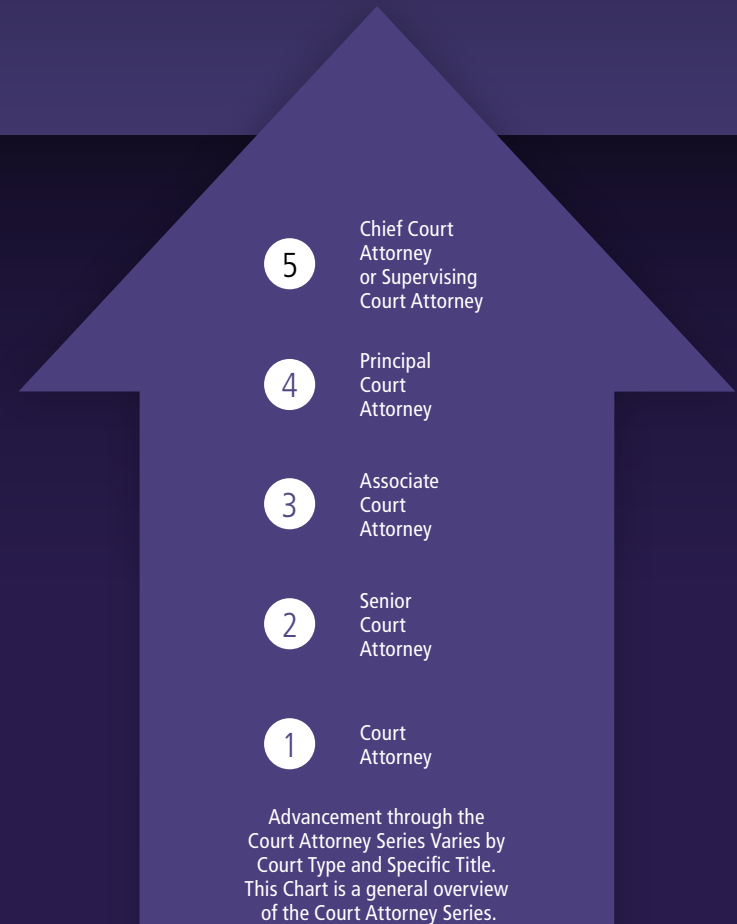 5
Chief Court
Attorney
or Supervising
Court Attorney
4
Principal
Court
Attorney
3
Associate
Court
Attorney
2
Senior
Court
Attorney
1
Court
Attorney
Advancement through the
Court Attorney Series Varies by
Court Type and Specific Title.
This Chart is a general overview
of the Court Attorney Series.